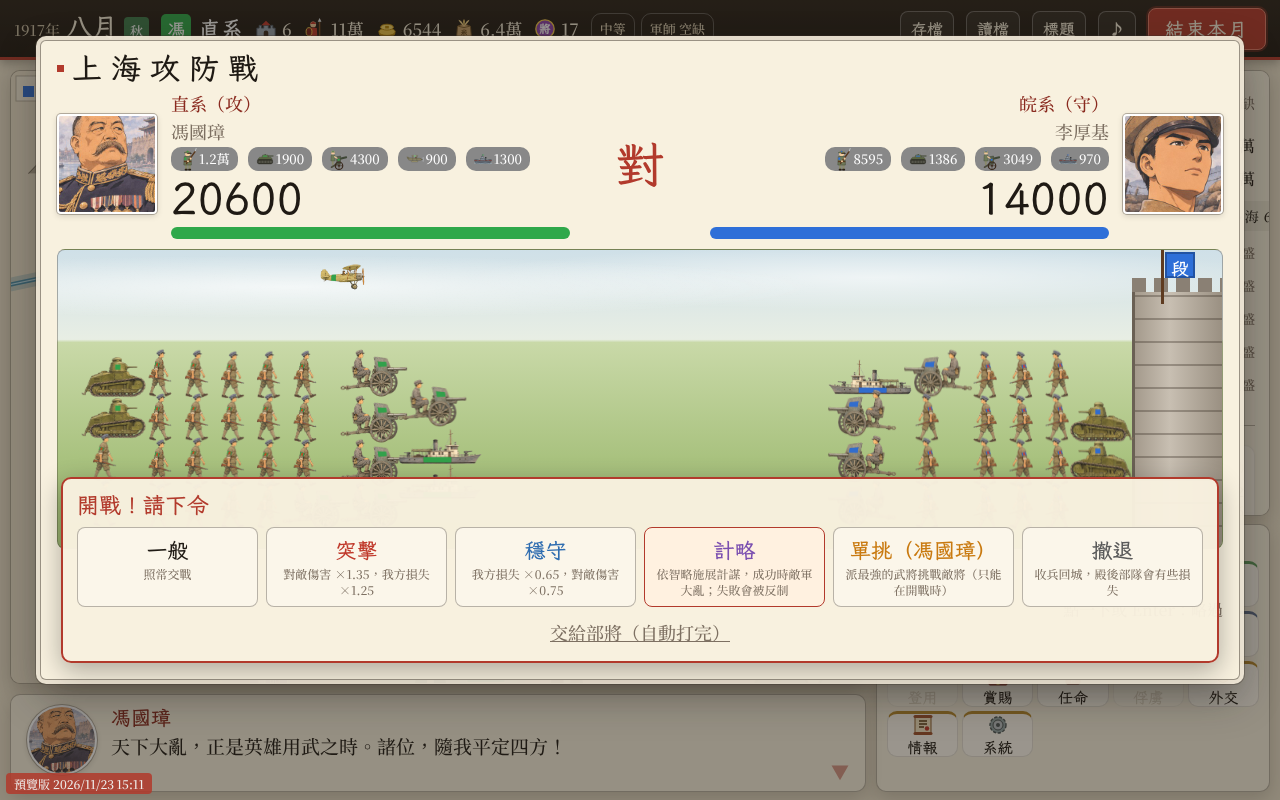 1917年 八月 秋 馮 直系 6 11萬 6544 6.4萬 將 17 中等 軍師 空缺 存檔 讀檔 標題 ♪ 結束本月
上海攻防戰
直系（攻）
馮國璋
1.2萬 1900 4300 900 1300
20600
對
皖系（守）
李厚基
8595 1386 3049 970
14000
段
開戰！請下令
一般
照常交戰
突擊
對敵傷害 ×1.35，我方損失
×1.25
穩守
我方損失 ×0.65，對敵傷害
×0.75
計略
依智略施展計謀，成功時敵軍
大亂；失敗會被反制
單挑（馮國璋）
派最強的武將挑戰敵將（只能
在開戰時）
撤退
收兵回城，殿後部隊會有些損
失
交給部將（自動打完）
登用 賞賜 任命 俘虜 外交
情報 系統
馮國璋
天下大亂，正是英雄用武之時。諸位，隨我平定四方！
預覽版 2026/11/23 15:11